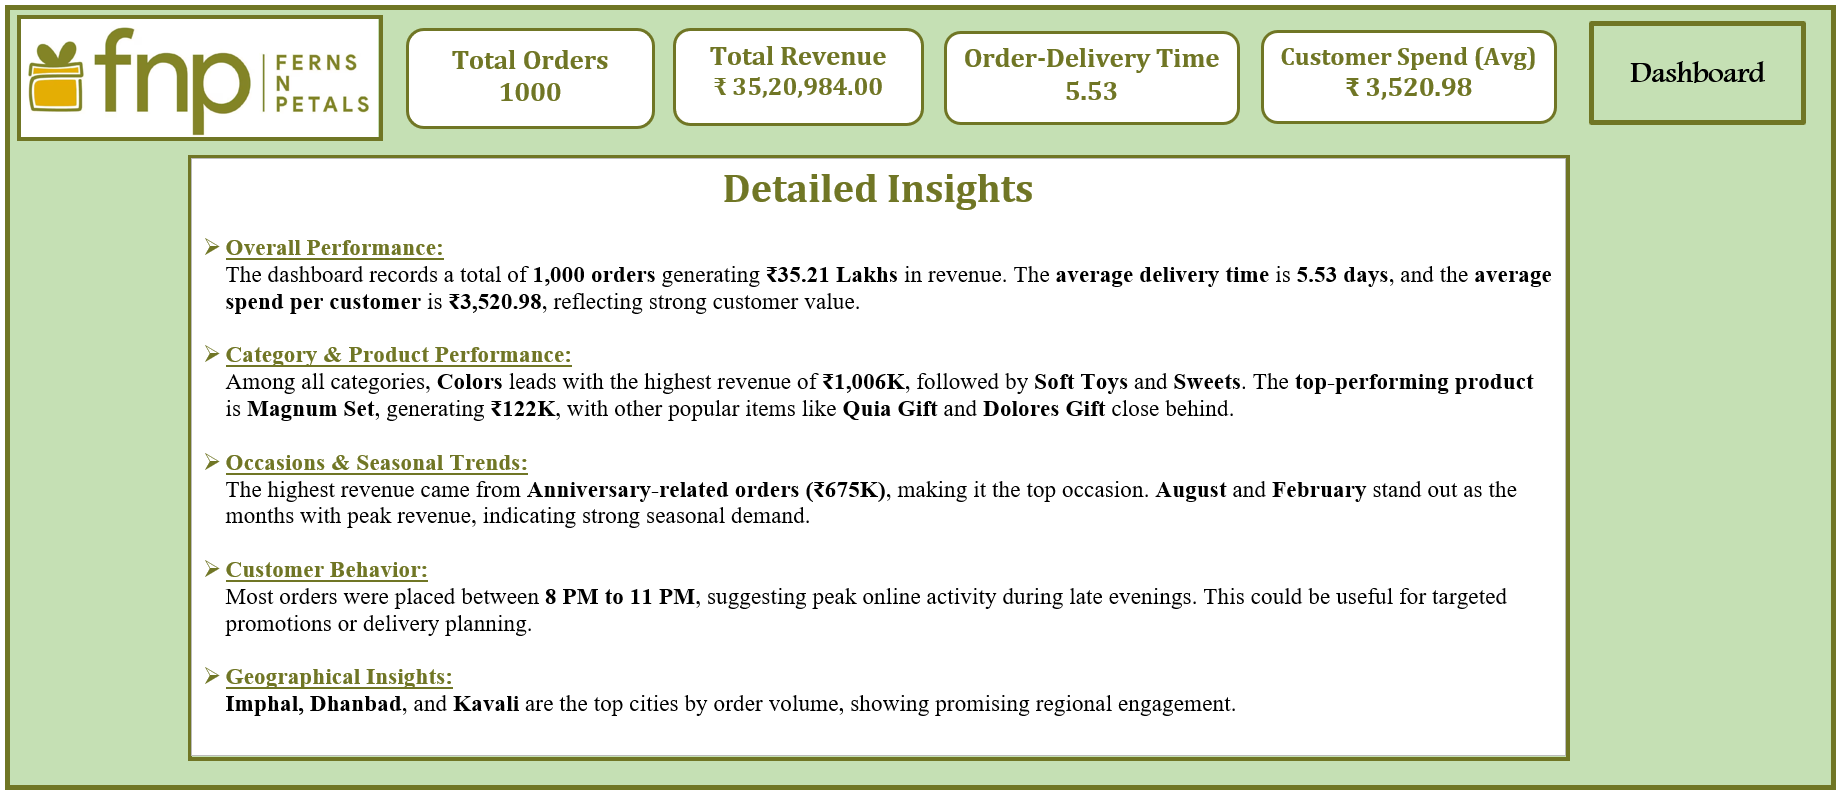 fnp
FERNS
N
PETALS
Total Orders
1000
Total Revenue
₹ 35,20,984.00
Order-Delivery Time
5.53
Customer Spend (Avg)
₹ 3,520.98
Dashboard
Detailed Insights
➢ Overall Performance:
The dashboard records a total of 1,000 orders generating ₹35.21 Lakhs in revenue. The average delivery time is 5.53 days, and the average
spend per customer is ₹3,520.98, reflecting strong customer value.
➢ Category & Product Performance:
Among all categories, Colors leads with the highest revenue of ₹1,006K, followed by Soft Toys and Sweets. The top-performing product
is Magnum Set, generating ₹122K, with other popular items like Quia Gift and Dolores Gift close behind.
➢ Occasions & Seasonal Trends:
The highest revenue came from Anniversary-related orders (₹675K), making it the top occasion. August and February stand out as the
months with peak revenue, indicating strong seasonal demand.
➢ Customer Behavior:
Most orders were placed between 8 PM to 11 PM, suggesting peak online activity during late evenings. This could be useful for targeted
promotions or delivery planning.
➢ Geographical Insights:
Imphal, Dhanbad, and Kavali are the top cities by order volume, showing promising regional engagement.